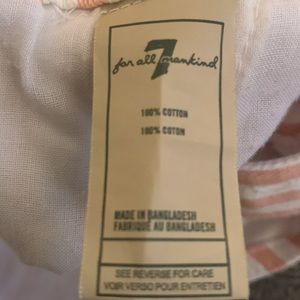 7
for all mankind
100% COTTON
100% COTON
MADE IN BANGLADESH
FABRIQUE AU BANGLADESH
SEE REVERSE FOR CARE
VOIR VERSO POUR ENTRETIEN